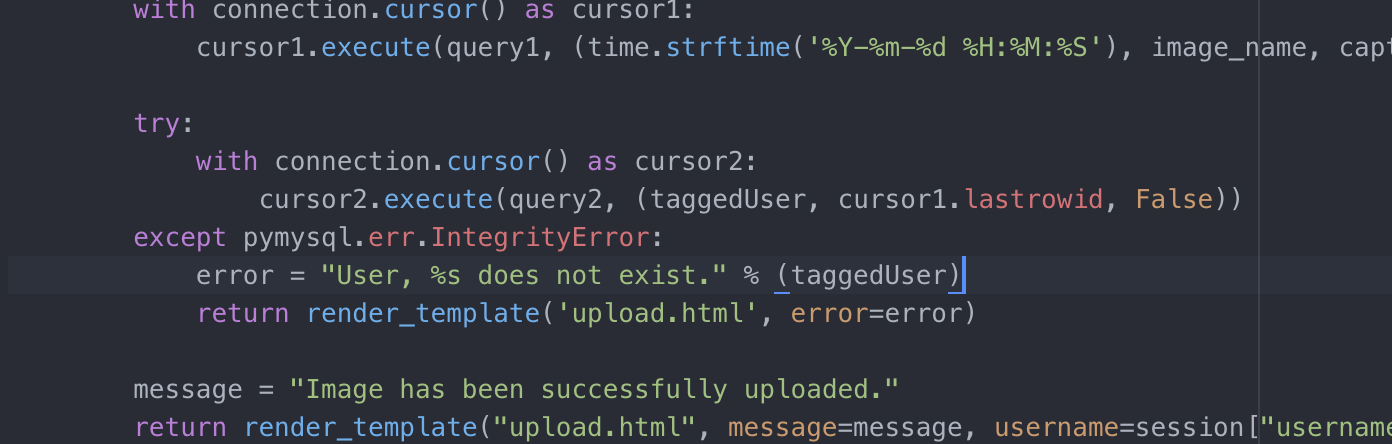 with connection.cursor() as cursor1:
cursor1.execute(query1, (time.strftime('%Y-%m-%d %H:%M:%S'), image_name, capt
try:
with connection.cursor() as cursor2:
cursor2.execute(query2, (taggedUser, cursor1.lastrowid, False))
except pymysql.err.IntegrityError:
error = "User, %s does not exist." % (taggedUser)
return render_template('upload.html', error=error)
message = "Image has been successfully uploaded."
return render_template("upload.html", message=message, username=session["username